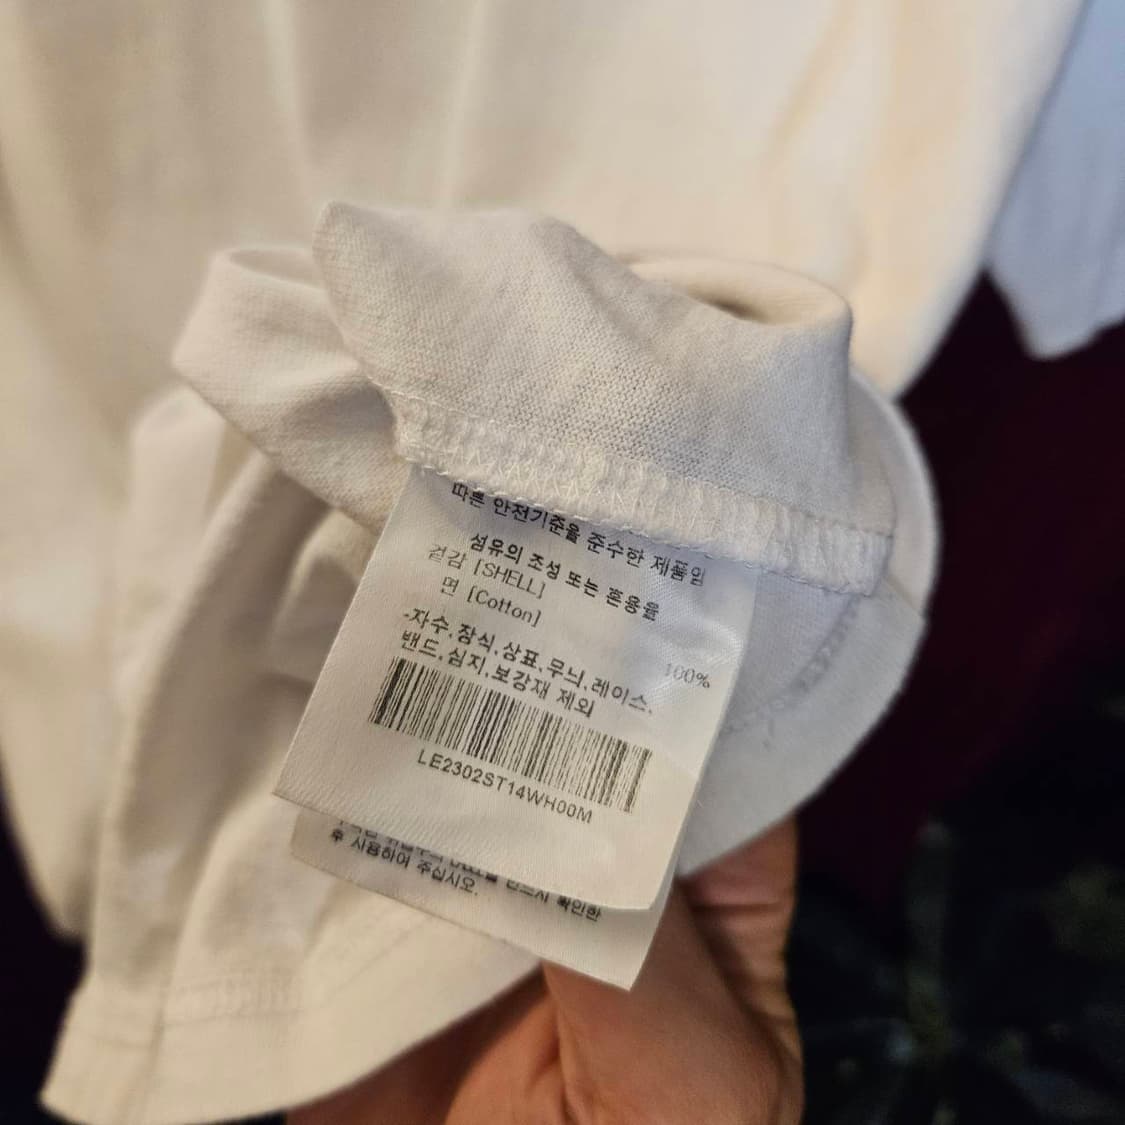 따른 안전기준을 준수한 제품임
섬유의 조성 또는 혼용율
겉감 [SHELL]
면 [Cotton]
100%
-자수.장식.상표.무늬.레이스.
밴드.심지.보강재 제외
LE2302ST14WH00M
확인한
후 사용하여 주십시오.